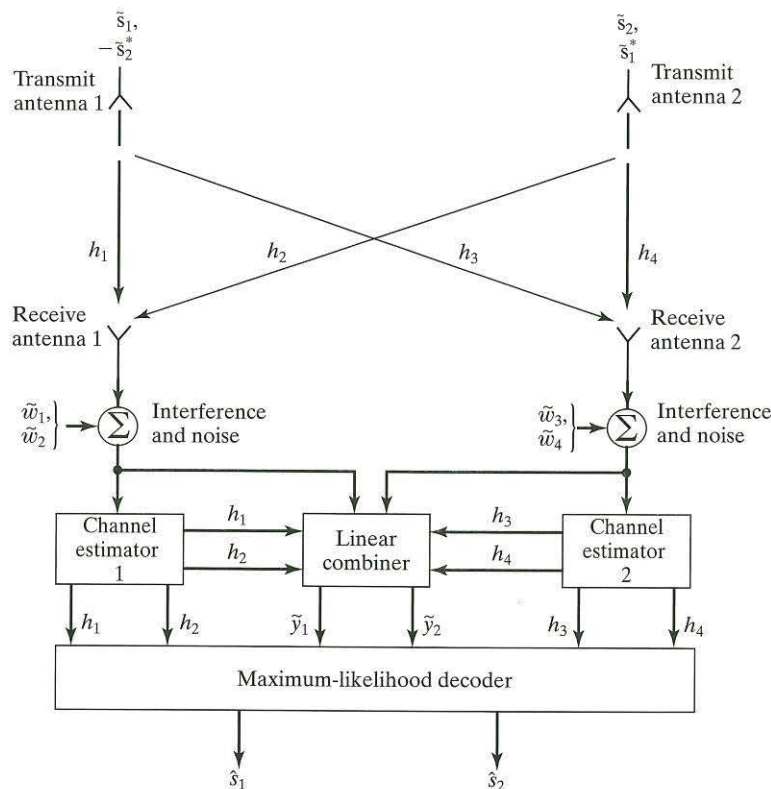 s̃₁,
−s̃₂*
s̃₂,
s̃₁*
Transmit
antenna 1
Transmit
antenna 2
h₁
h₂
h₃
h₄
Receive
antenna 1
Receive
antenna 2
w̃₁,
w̃₂
Σ
Interference
and noise
w̃₃,
w̃₄
Σ
Interference
and noise
Channel
estimator
1
h₁
h₂
Linear
combiner
h₃
h₄
Channel
estimator
2
h₁
h₂
ỹ₁
ỹ₂
h₃
h₄
Maximum-likelihood decoder
ŝ₁
ŝ₂